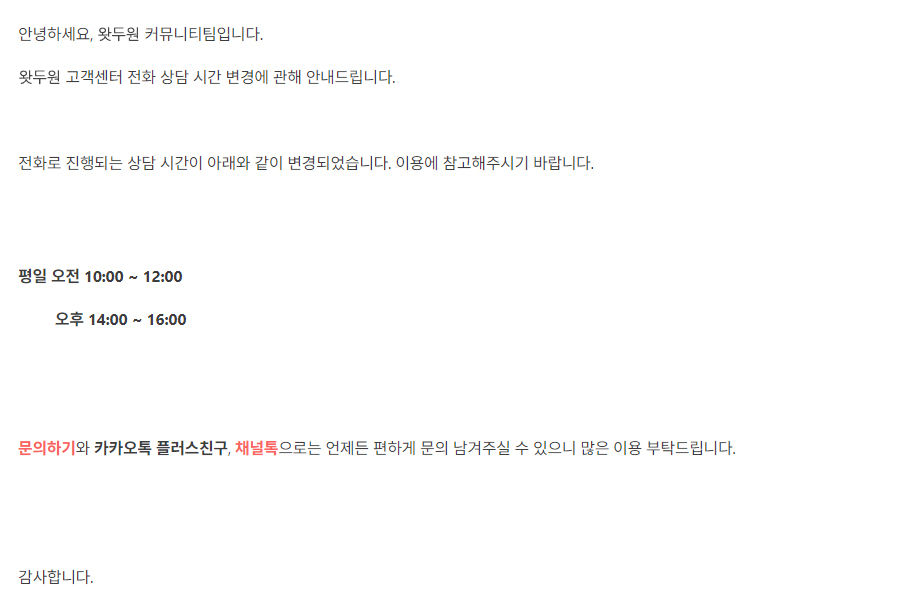 안녕하세요, 왓두원 커뮤니티팀입니다.
왓두원 고객센터 전화 상담 시간 변경에 관해 안내드립니다.
전화로 진행되는 상담 시간이 아래와 같이 변경되었습니다. 이용에 참고해주시기 바랍니다.
평일 오전 10:00 ~ 12:00
오후 14:00 ~ 16:00
문의하기와 카카오톡 플러스친구, 채널톡으로는 언제든 편하게 문의 남겨주실 수 있으니 많은 이용 부탁드립니다.
감사합니다.